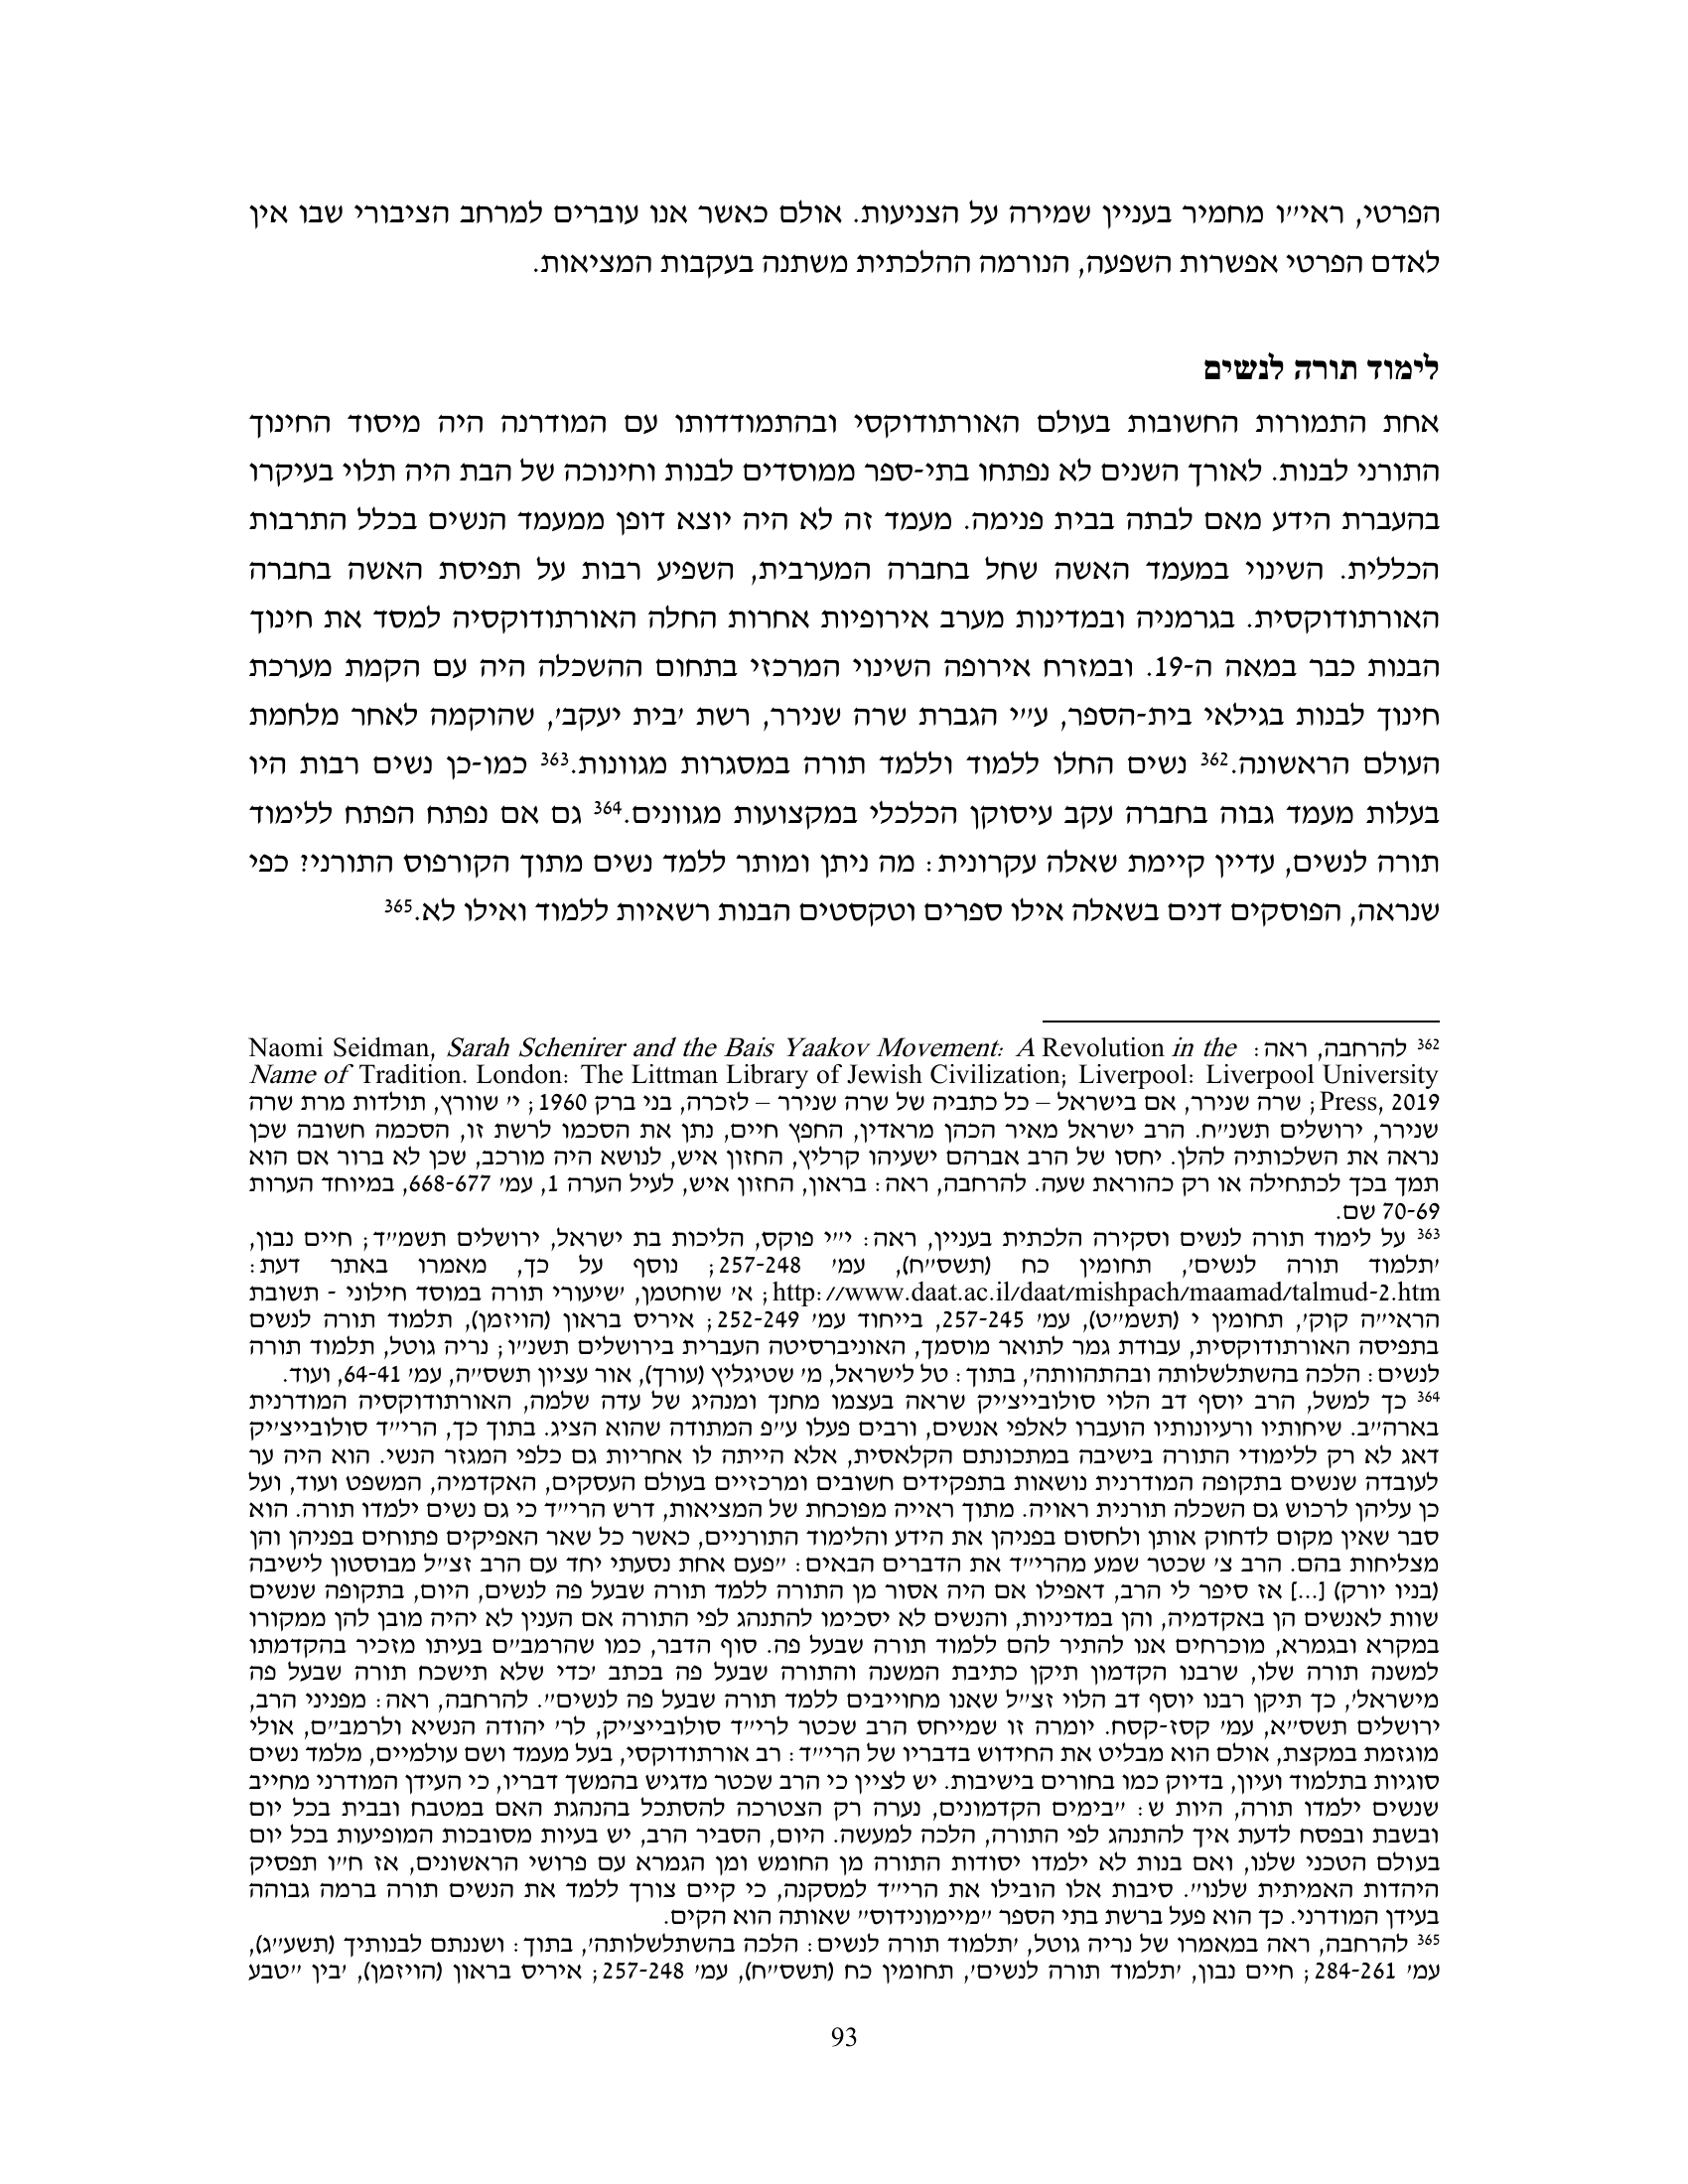 הפרטי, ראי״ו מחמיר בעניין שמירה על הצניעות. אולם כאשר אנו עוברים למרחב הציבורי שבו אין
לאדם הפרטי אפשרות השפעה, הנורמה ההלכתית משתנה בעקבות המציאות.
לימוד תורה לנשים
אחת התמורות החשובות בעולם האורתודוקסי ובהתמודדותו עם המודרנה היה מיסוד החינוך
התורני לבנות. לאורך השנים לא נפתחו בתי-ספר ממוסדים לבנות וחינוכה של הבת היה תלוי בעיקרו
בהעברת הידע מאם לבתה בבית פנימה. מעמד זה לא היה יוצא דופן ממעמד הנשים בכלל התרבות
הכללית. השינוי במעמד האשה שחל בחברה המערבית, השפיע רבות על תפיסת האשה בחברה
האורתודוקסית. בגרמניה ובמדינות מערב אירופיות אחרות החלה האורתודוקסיה למסד את חינוך
הבנות כבר במאה ה-19. ובמזרח אירופה השינוי המרכזי בתחום ההשכלה היה עם הקמת מערכת
חינוך לבנות בגילאי בית-הספר, ע״י הגברת שרה שנירר, רשת ׳בית יעקב׳, שהוקמה לאחר מלחמת
העולם הראשונה.362 נשים החלו ללמוד וללמד תורה במסגרות מגוונות.363 כמו-כן נשים רבות היו
בעלות מעמד גבוה בחברה עקב עיסוקן הכלכלי במקצועות מגוונים.364 גם אם נפתח הפתח ללימוד
תורה לנשים, עדיין קיימת שאלה עקרונית: מה ניתן ומותר ללמד נשים מתוך הקורפוס התורני? כפי
שנראה, הפוסקים דנים בשאלה אילו ספרים וטקסטים הבנות רשאיות ללמוד ואילו לא.365
362 להרחבה, ראה: Naomi Seidman, Sarah Schenirer and the Bais Yaakov Movement: A Revolution in the
Name of Tradition. London: The Littman Library of Jewish Civilization; Liverpool: Liverpool University
Press, 2019; שרה שנירר, אם בישראל – כל כתביה של שרה שנירר – לזכרה, בני ברק 1960; י׳ שוורץ, תולדות מרת שרה
שנירר, ירושלים תשנ״ח. הרב ישראל מאיר הכהן מראדין, החפץ חיים, נתן את הסכמו לרשת זו, הסכמה חשובה שכן
נראה את השלכותיה להלן. יחסו של הרב אברהם ישעיהו קרליץ, החזון איש, לנושא היה מורכב, שכן לא ברור אם הוא
תמך בכך לכתחילה או רק כהוראת שעה. להרחבה, ראה: בראון, החזון איש, לעיל הערה 1, עמ׳ 668-677, במיוחד הערות
70-69 שם.
363 על לימוד תורה לנשים וסקירה הלכתית בעניין, ראה: י״י פוקס, הליכות בת ישראל, ירושלים תשמ״ד; חיים נבון,
׳תלמוד תורה לנשים׳, תחומין כח (תשס״ח), עמ׳ 257-248; נוסף על כך, מאמרו באתר דעת:
http://www.daat.ac.il/daat/mishpach/maamad/talmud-2.htm; א׳ שוחטמן, ׳שיעורי תורה במוסד חילוני - תשובת
הראי״ה קוק׳, תחומין י (תשמ״ט), עמ׳ 257-245, בייחוד עמ׳ 252-249; איריס בראון (הויזמן), תלמוד תורה לנשים
בתפיסה האורתודוקסית, עבודת גמר לתואר מוסמך, האוניברסיטה העברית בירושלים תשנ״ו; נריה גוטל, תלמוד תורה
לנשים: הלכה בהשתלשלותה ובהתהוותה׳, בתוך: טל לישראל, מ׳ שטיגליץ (עורך), אור עציון תשס״ה, עמ׳ 64-41, ועוד.
364 כך למשל, הרב יוסף דב הלוי סולובייצ׳יק שראה בעצמו מחנך ומנהיג של עדה שלמה, האורתודוקסיה המודרנית
בארה״ב. שיחותיו ורעיונותיו הועברו לאלפי אנשים, ורבים פעלו ע״פ המתודה שהוא הציג. בתוך כך, הרי״ד סולובייצ׳יק
דאג לא רק ללימודי התורה בישיבה במתכונתם הקלאסית, אלא הייתה לו אחריות גם כלפי המגזר הנשי. הוא היה ער
לעובדה שנשים בתקופה המודרנית נושאות בתפקידים חשובים ומרכזיים בעולם העסקים, האקדמיה, המשפט ועוד, ועל
כן עליהן לרכוש גם השכלה תורנית ראויה. מתוך ראייה מפוכחת של המציאות, דרש הרי״ד כי גם נשים ילמדו תורה. הוא
סבר שאין מקום לדחוק אותן ולחסום בפניהן את הידע והלימוד התורניים, כאשר כל שאר האפיקים פתוחים בפניהן והן
מצליחות בהם. הרב צ׳ שכטר שמע מהרי״ד את הדברים הבאים: ״פעם אחת נסעתי יחד עם הרב זצ״ל מבוסטון לישיבה
(בניו יורק) [...] אז סיפר לי הרב, דאפילו אם היה אסור מן התורה ללמד תורה שבעל פה לנשים, היום, בתקופה שנשים
שוות לאנשים הן באקדמיה, והן במדיניות, והנשים לא יסכימו להתנהג לפי התורה אם הענין לא יהיה מובן להן ממקורו
במקרא ובגמרא, מוכרחים אנו להתיר להם ללמוד תורה שבעל פה. סוף הדבר, כמו שהרמב״ם בעיתו מזכיר בהקדמתו
למשנה תורה שלו, שרבנו הקדמון תיקן כתיבת המשנה והתורה שבעל פה בכתב ׳כדי שלא תישכח תורה שבעל פה
מישראל׳, כך תיקן רבנו יוסף דב הלוי זצ״ל שאנו מחוייבים ללמד תורה שבעל פה לנשים״. להרחבה, ראה: מפניני הרב,
ירושלים תשס״א, עמ׳ קסז-קסח. יומרה זו שמייחס הרב שכטר לרי״ד סולובייצ׳יק, לר׳ יהודה הנשיא ולרמב״ם, אולי
מוגזמת במקצת, אולם הוא מבליט את החידוש בדבריו של הרי״ד: רב אורתודוקסי, בעל מעמד ושם עולמיים, מלמד נשים
סוגיות בתלמוד ועיון, בדיוק כמו בחורים בישיבות. יש לציין כי הרב שכטר מדגיש בהמשך דבריו, כי העידן המודרני מחייב
שנשים ילמדו תורה, היות ש: ״בימים הקדמונים, נערה רק הצטרכה להסתכל בהנהגת האם במטבח ובבית בכל יום
ובשבת ובפסח לדעת איך להתנהג לפי התורה, הלכה למעשה. היום, הסביר הרב, יש בעיות מסובכות המופיעות בכל יום
בעולם הטכני שלנו, ואם בנות לא ילמדו יסודות התורה מן החומש ומן הגמרא עם פרושי הראשונים, אז ח״ו תפסיק
היהדות האמיתית שלנו״. סיבות אלו הובילו את הרי״ד למסקנה, כי קיים צורך ללמד את הנשים תורה ברמה גבוהה
בעידן המודרני. כך הוא פעל ברשת בתי הספר ״מיימונידוס״ שאותה הוא הקים.
365 להרחבה, ראה במאמרו של נריה גוטל, ׳תלמוד תורה לנשים: הלכה בהשתלשלותה׳, בתוך: ושננתם לבנותיך (תשע״ג),
עמ׳ 284-261; חיים נבון, ׳תלמוד תורה לנשים׳, תחומין כח (תשס״ח), עמ׳ 257-248; איריס בראון (הויזמן), ׳בין ״טבע
93